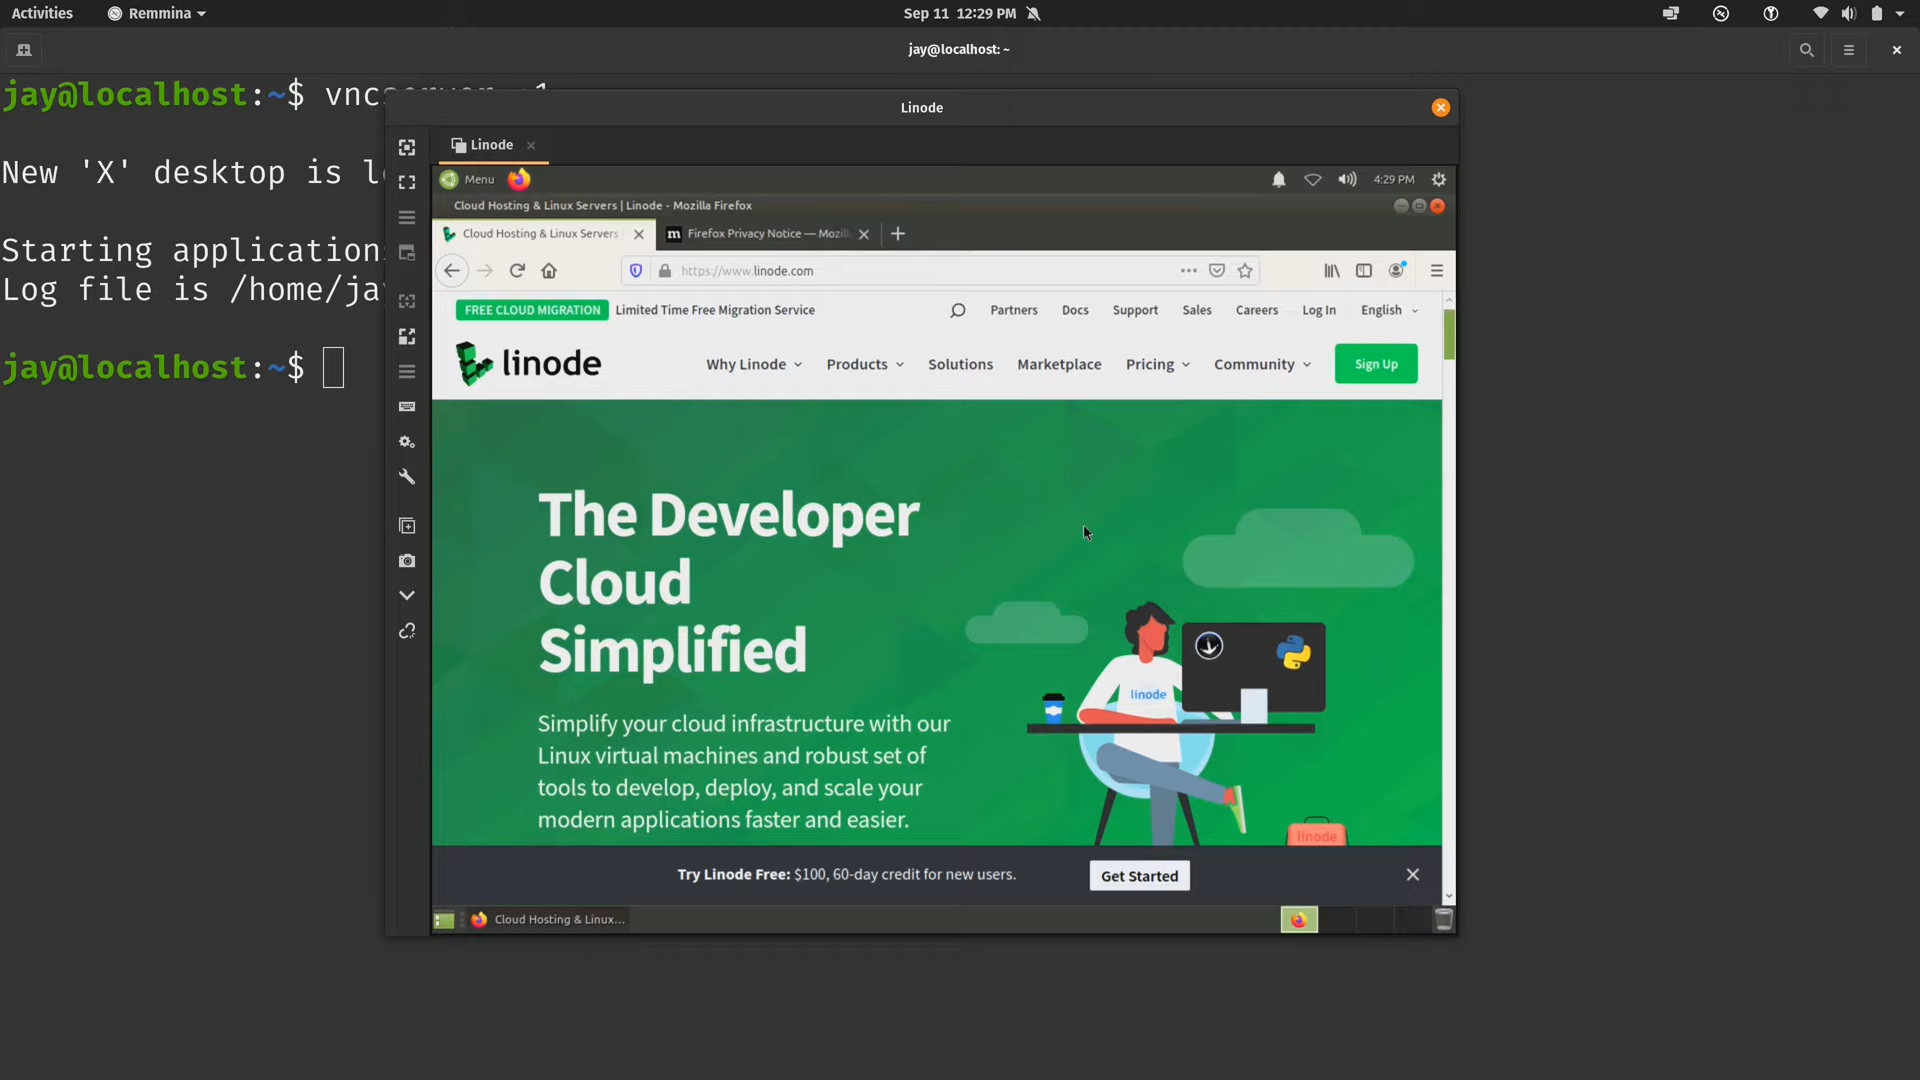 Activities Remmina Sep 11 12:29 PM
jay@localhost: ~
jay@localhost:~$
Linode
Linode
New 'X' desktop is
Menu 4:29 PM
Cloud Hosting & Linux Servers | Linode - Mozilla Firefox
Cloud Hosting & Linux Servers Firefox Privacy Notice — Mozil
Starting application
https://www.linode.com
Log file is /home/ja
FREE CLOUD MIGRATION Limited Time Free Migration Service Partners Docs Support Sales Careers Log In English
jay@localhost:~$
linode Why Linode Products Solutions Marketplace Pricing Community Sign Up
The Developer
Cloud
Simplified
linode
Simplify your cloud infrastructure with our
Linux virtual machines and robust set of
tools to develop, deploy, and scale your
modern applications faster and easier.
linode
Try Linode Free: $100, 60-day credit for new users. Get Started
Cloud Hosting & Linux...